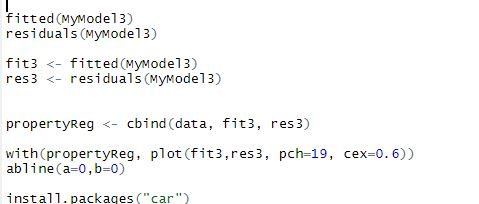 fitted(MyModel3)
residuals(MyModel3)
fit3 <- fitted(MyModel3)
res3 <- residuals(MyModel3)
propertyReg <- cbind(data, fit3, res3)
with(propertyReg, plot(fit3,res3, pch=19, cex=0.6))
abline(a=0,b=0)
install.packages("car")